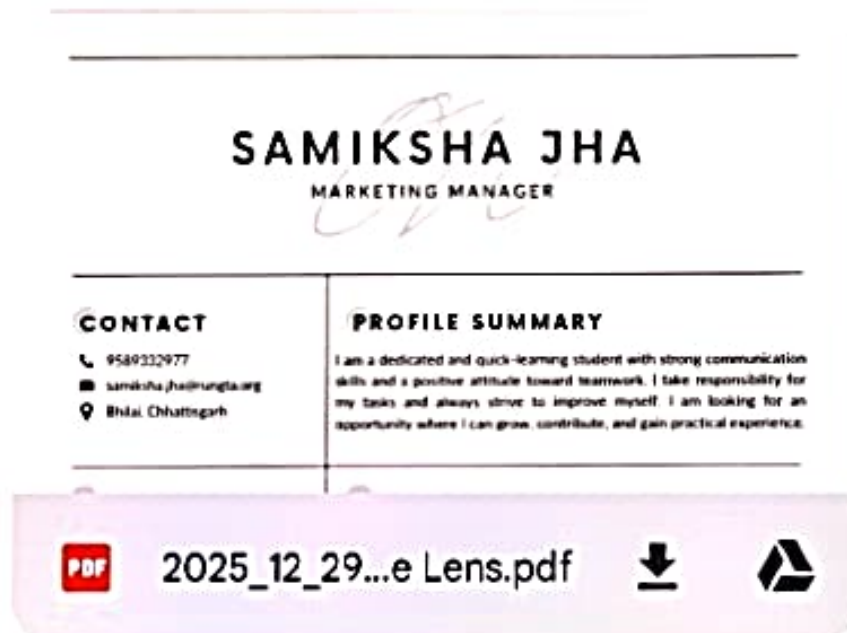 SAMIKSHA JHA
MARKETING MANAGER
CONTACT
9589332977
samiksha.jha@rungta.org
Bhilai, Chhattisgarh
PROFILE SUMMARY
I am a dedicated and quick-learning student with strong communication
skills and a positive attitude toward teamwork. I take responsibility for
my tasks and always strive to improve myself. I am looking for an
opportunity where I can grow, contribute, and gain practical experience.
PDF
2025_12_29...e Lens.pdf